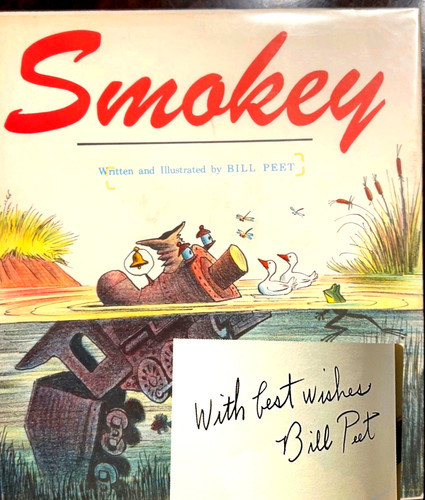 Smokey
Written and Illustrated by BILL PEET
With best wishes
Bill Peet